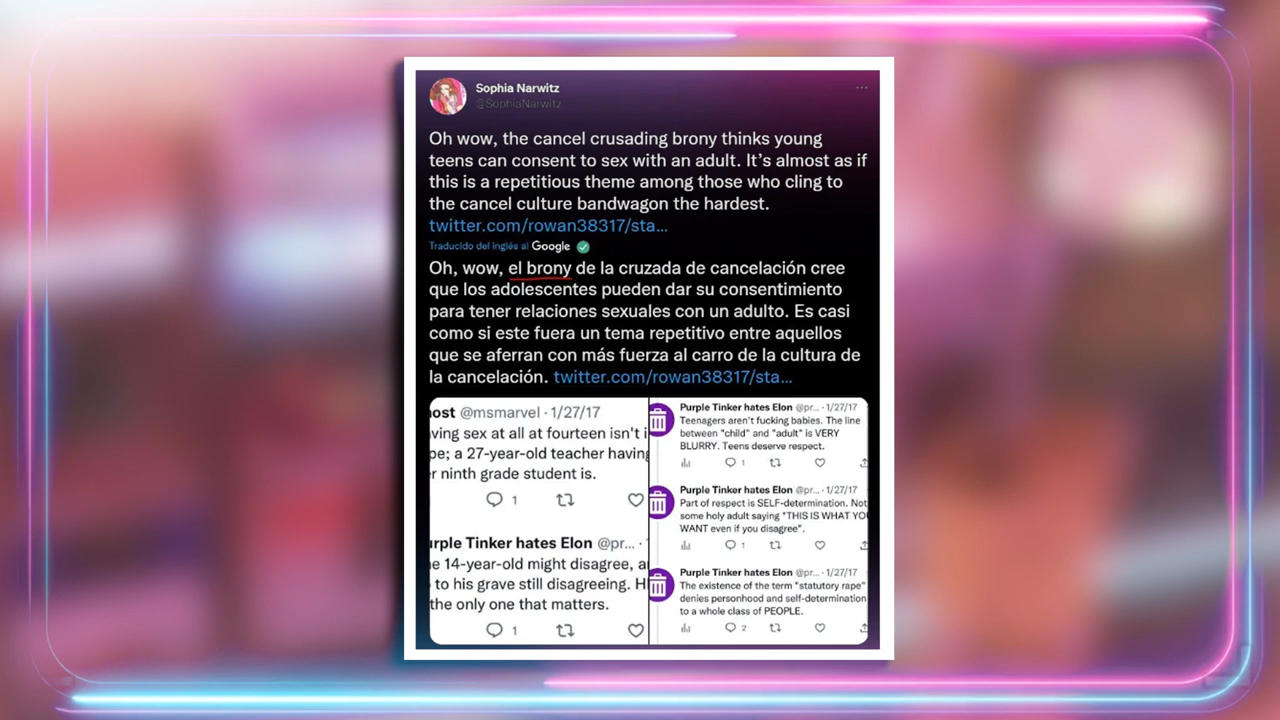 Sophia Narwitz
@SophiaNarwitz
Oh wow, the cancel crusading brony thinks young
teens can consent to sex with an adult. It's almost as if
this is a repetitious theme among those who cling to
the cancel culture bandwagon the hardest.
twitter.com/rowan38317/sta...
Traducido del inglés al Google
Oh, wow, el brony de la cruzada de cancelación cree
que los adolescentes pueden dar su consentimiento
para tener relaciones sexuales con un adulto. Es casi
como si este fuera un tema repetitivo entre aquellos
que se aferran con más fuerza al carro de la cultura de
la cancelación. twitter.com/rowan38317/sta...
ost @msmarvel · 1/27/17
ving sex at all at fourteen isn't i
pe; a 27-year-old teacher having
r ninth grade student is.
1
urple Tinker hates Elon @pr... ·
e 14-year-old might disagree, a
to his grave still disagreeing. H
the only one that matters.
1
Purple Tinker hates Elon @pr... · 1/27/17
Teenagers aren't fucking babies. The line
between "child" and "adult" is VERY
BLURRY. Teens deserve respect.
1
Purple Tinker hates Elon @pr... · 1/27/17
Part of respect is SELF-determination. Not
some holy adult saying "THIS IS WHAT YOU
WANT even if you disagree".
1
Purple Tinker hates Elon @pr... · 1/27/17
The existence of the term "statutory rape"
denies personhood and self-determination
to a whole class of PEOPLE.
2